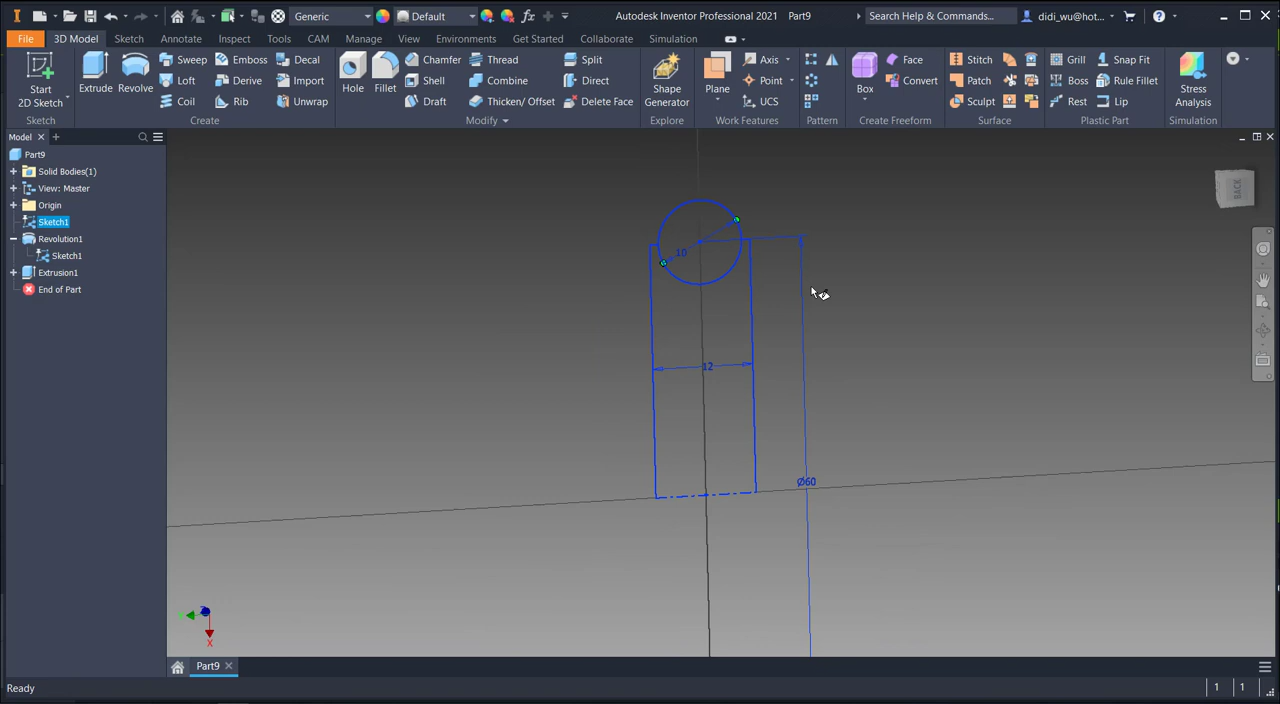 Generic
Default
Autodesk Inventor Professional 2021 Part9
Search Help & Commands...
didi_wu@hot...
File
3D Model
Sketch
Annotate
Inspect
Tools
CAM
Manage
View
Environments
Get Started
Collaborate
Simulation
Start
2D Sketch
Extrude
Revolve
Sweep
Emboss
Decal
Loft
Derive
Import
Coil
Rib
Unwrap
Hole
Fillet
Chamfer
Thread
Split
Shell
Combine
Direct
Draft
Thicken/ Offset
Delete Face
Shape
Generator
Plane
Axis
Point
UCS
Box
Face
Convert
Stitch
Patch
Sculpt
Grill
Snap Fit
Boss
Rule Fillet
Rest
Lip
Stress
Analysis
Sketch
Create
Modify
Explore
Work Features
Pattern
Create Freeform
Surface
Plastic Part
Simulation
Model
Part9
Solid Bodies(1)
View: Master
Origin
Sketch1
Revolution1
Sketch1
Extrusion1
End of Part
BACK
10
12
Ø60
Z
X
Part9
Ready
1
1